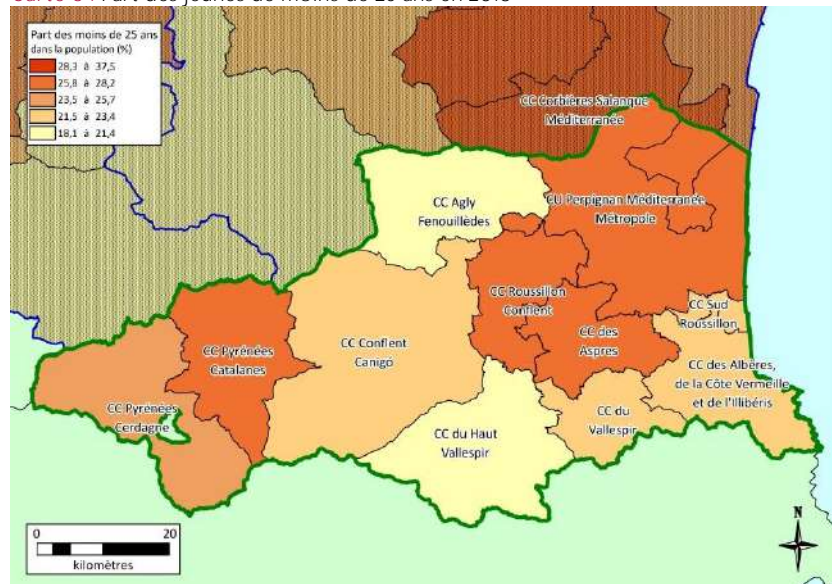 Part des moins de 25 ans
dans la population (%)
28,3 à 37,5
25,8 à 28,2
23,5 à 25,7
21,5 à 23,4
18,1 à 21,4
CC Corbières Salanque
Méditerranée
CC Agly
Fenouillèdes
CU Perpignan Méditerranée
Métropole
CC Roussillon
Conflent
CC Sud
Roussillon
CC des
Aspres
CC Pyrénées
Catalanes
CC Conflent
Canigó
CC des Albères,
de la Côte Vermeille
et de l'Illibéris
CC Pyrénées
Cerdagne
CC du
Vallespir
CC du Haut
Vallespir
N
0 20
kilomètres